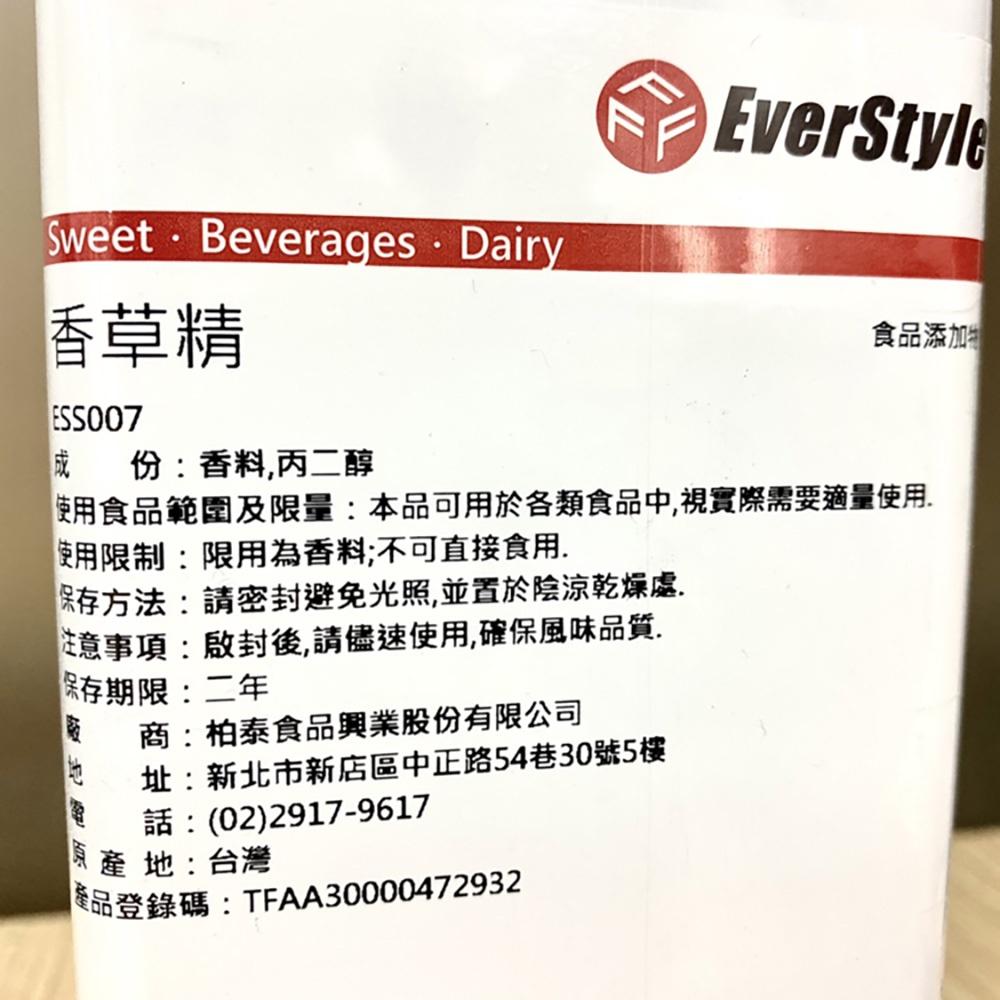 EverStyle
Sweet · Beverages · Dairy
香草精
食品添加物
ESS007
成 份：香料,丙二醇
使用食品範圍及限量：本品可用於各類食品中,視實際需要適量使用.
使用限制：限用為香料;不可直接食用.
保存方法：請密封避免光照,並置於陰涼乾燥處.
注意事項：啟封後,請儘速使用,確保風味品質.
保存期限：二年
廠 商：柏泰食品興業股份有限公司
地 址：新北市新店區中正路54巷30號5樓
電 話：(02)2917-9617
原 產 地：台灣
產品登錄碼：TFAA30000472932